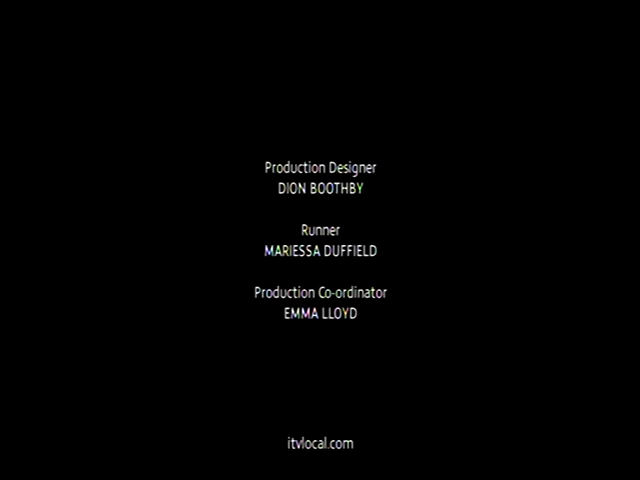 Production Designer
DION BOOTHBY
Runner
MARIESSA DUFFIELD
Production Co-ordinator
EMMA LLOYD
itvlocal.com